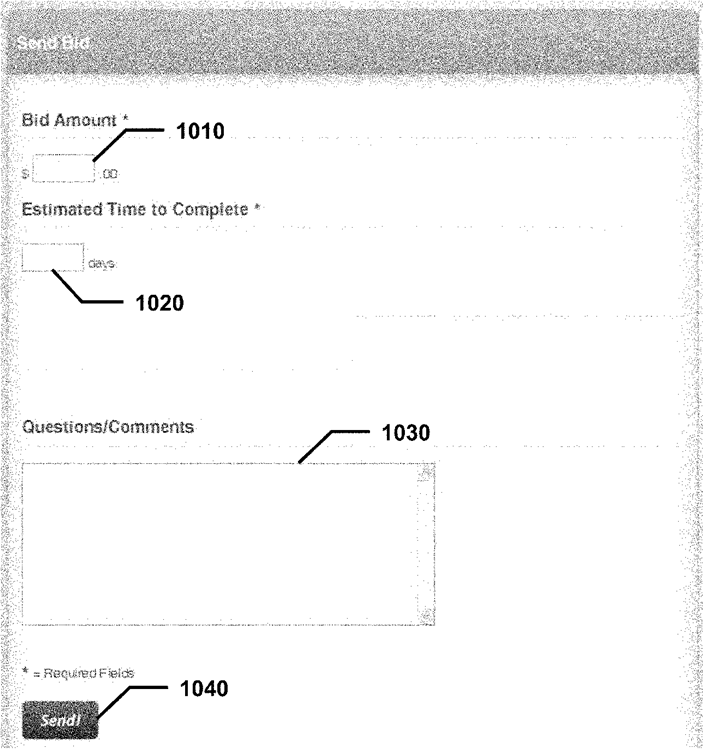 Send Bid
Bid Amount *
1010
$ .00
Estimated Time to Complete *
days
1020
Questions/Comments
1030
* = Required Fields
1040
Send!